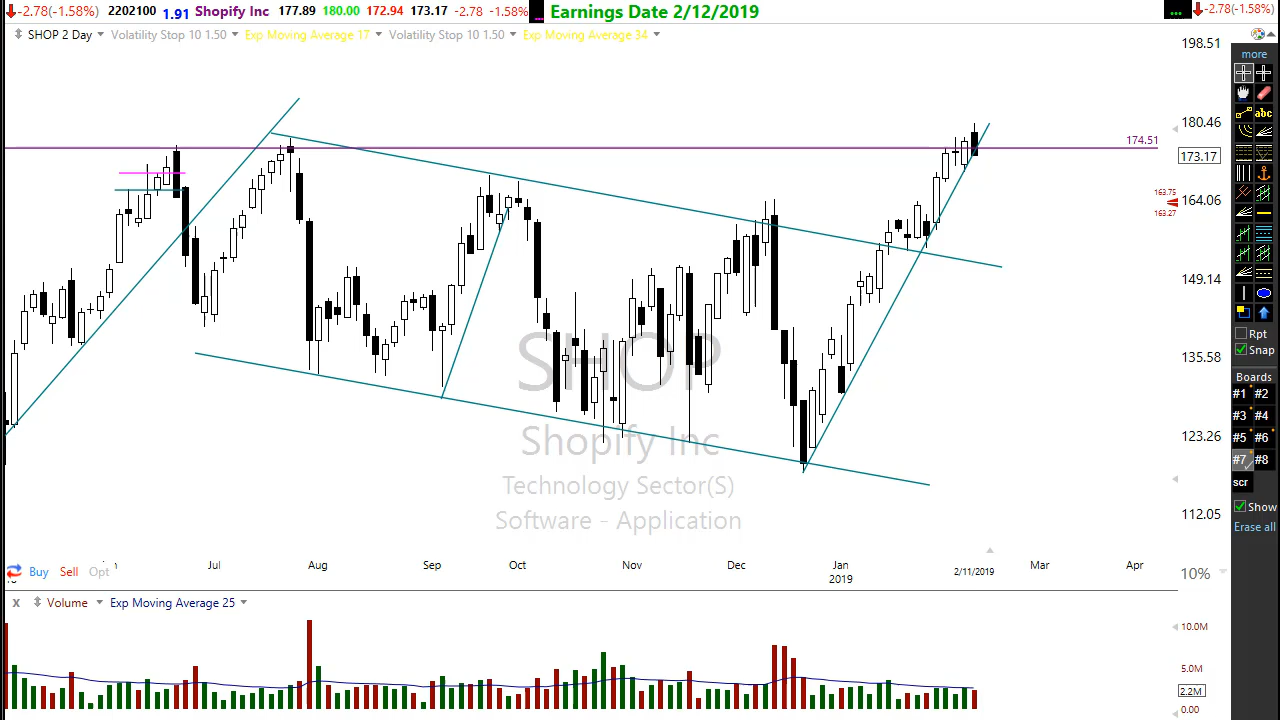 -2.78(-1.58%) 2202100 1.91 Shopify Inc 177.89 180.00 172.94 173.17 -2.78 -1.58% ... Earnings Date 2/12/2019 ... -2.78(-1.58%)
SHOP 2 Day Volatility Stop 10 1.50 Exp Moving Average 17 Volatility Stop 10 1.50 Exp Moving Average 34
198.51
more
abc
180.46
174.51
173.17
163.75
164.06
163.27
149.14
Rpt
Snap
SHOP
135.58
Boards
#1 #2
#3 #4
Shopify Inc
123.26
#5 #6
#7 #8
Technology Sector(S)
scr
Software - Application
112.05
Show
Erase all
Jul Aug Sep Oct Nov Dec Jan 2/11/2019 Mar Apr
2019
Buy Sell Opt
10%
x Volume Exp Moving Average 25
10.0M
5.0M
2.2M
0.00